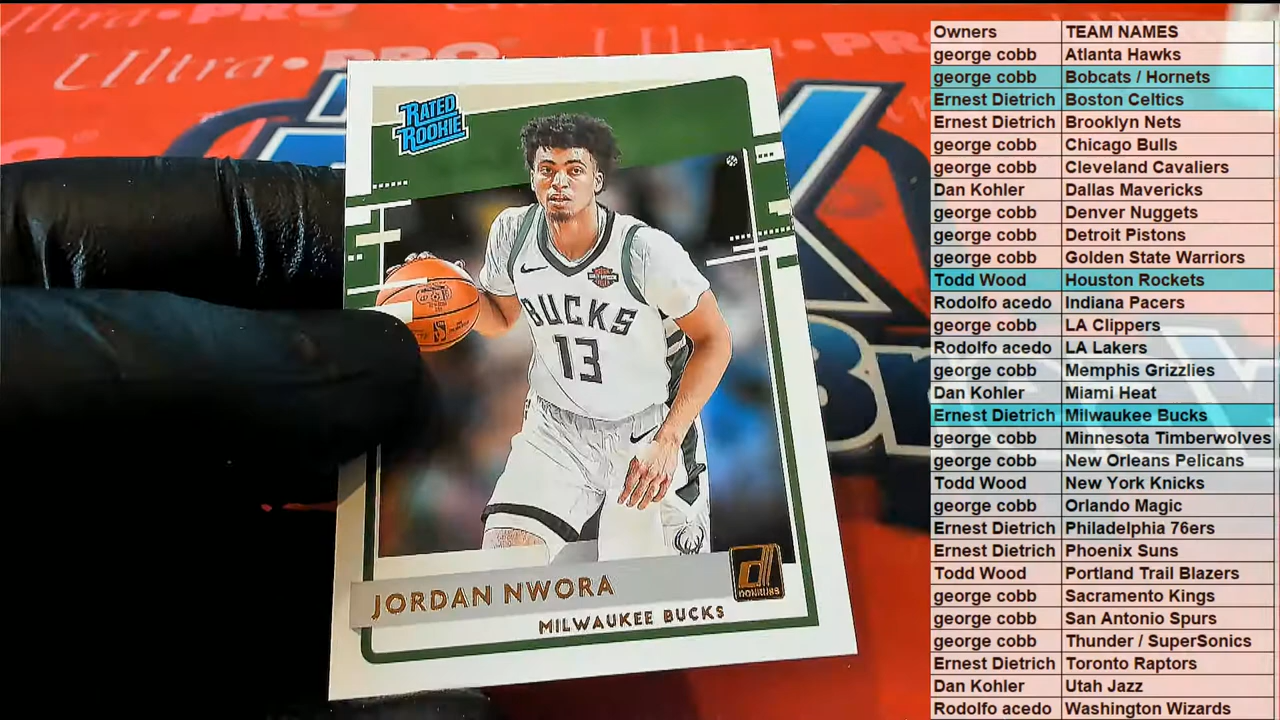 Ultra•PRO
Ultra•PRO
Ultra•PRO
RATED
ROOKIE
BUCKS
13
JORDAN NWORA
DONRUSS
MILWAUKEE BUCKS
Owners TEAM NAMES
george cobb Atlanta Hawks
george cobb Bobcats / Hornets
Ernest Dietrich Boston Celtics
Ernest Dietrich Brooklyn Nets
george cobb Chicago Bulls
george cobb Cleveland Cavaliers
Dan Kohler Dallas Mavericks
george cobb Denver Nuggets
george cobb Detroit Pistons
george cobb Golden State Warriors
Todd Wood Houston Rockets
Rodolfo acedo Indiana Pacers
george cobb LA Clippers
Rodolfo acedo LA Lakers
george cobb Memphis Grizzlies
Dan Kohler Miami Heat
Ernest Dietrich Milwaukee Bucks
george cobb Minnesota Timberwolves
george cobb New Orleans Pelicans
Todd Wood New York Knicks
george cobb Orlando Magic
Ernest Dietrich Philadelphia 76ers
Ernest Dietrich Phoenix Suns
Todd Wood Portland Trail Blazers
george cobb Sacramento Kings
george cobb San Antonio Spurs
george cobb Thunder / SuperSonics
Ernest Dietrich Toronto Raptors
Dan Kohler Utah Jazz
Rodolfo acedo Washington Wizards